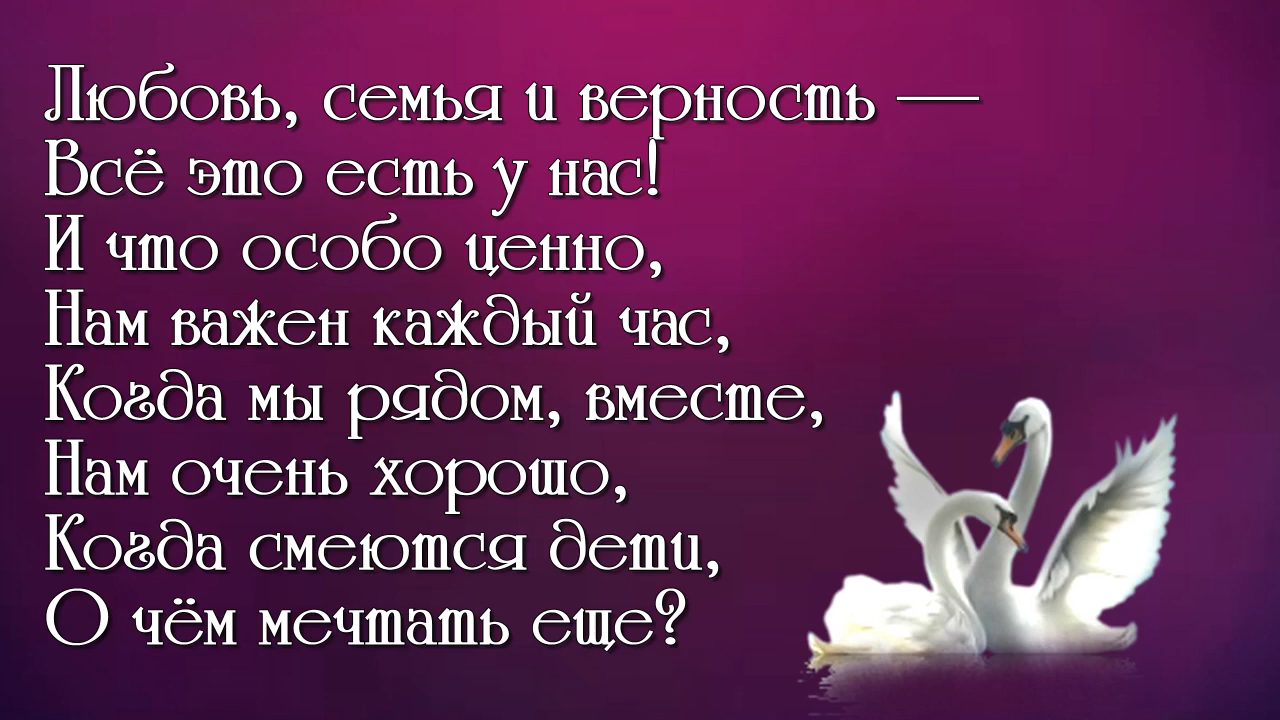 Любовь, семья и верность —
Всё это есть у нас!
И что особо ценно,
Нам важен каждый час,
Когда мы рядом, вместе,
Нам очень хорошо,
Когда смеются дети,
О чём мечтать еще?